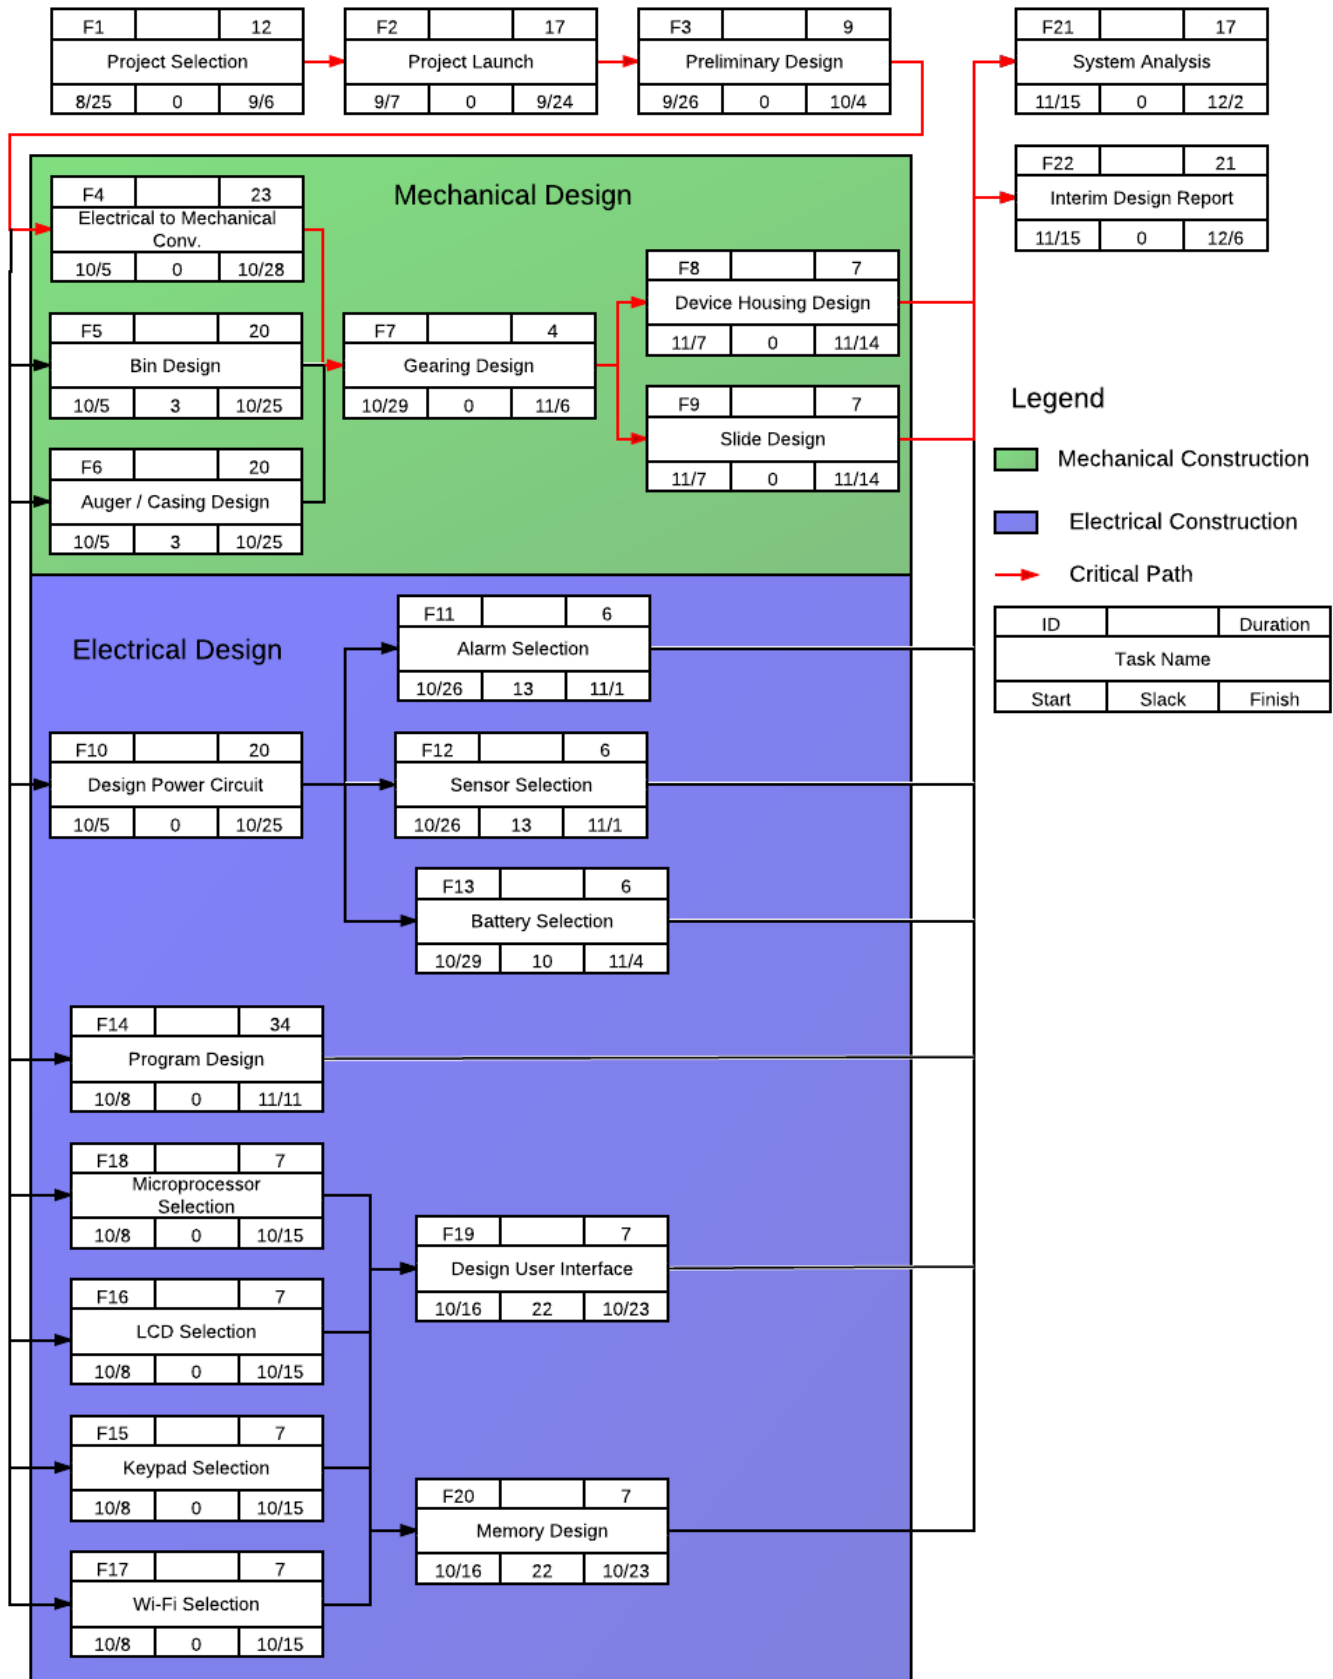 F1 12
Project Selection
8/25 0 9/6
F2 17
Project Launch
9/7 0 9/24
F3 9
Preliminary Design
9/26 0 10/4
F21 17
System Analysis
11/15 0 12/2
F22 21
Interim Design Report
11/15 0 12/6
Mechanical Design
F4 23
Electrical to Mechanical
Conv.
10/5 0 10/28
F5 20
Bin Design
10/5 3 10/25
F6 20
Auger / Casing Design
10/5 3 10/25
F7 4
Gearing Design
10/29 0 11/6
F8 7
Device Housing Design
11/7 0 11/14
F9 7
Slide Design
11/7 0 11/14
Legend
Mechanical Construction
Electrical Construction
Critical Path
ID Duration
Task Name
Start Slack Finish
Electrical Design
F11 6
Alarm Selection
10/26 13 11/1
F10 20
Design Power Circuit
10/5 0 10/25
F12 6
Sensor Selection
10/26 13 11/1
F13 6
Battery Selection
10/29 10 11/4
F14 34
Program Design
10/8 0 11/11
F18 7
Microprocessor
Selection
10/8 0 10/15
F19 7
Design User Interface
10/16 22 10/23
F16 7
LCD Selection
10/8 0 10/15
F15 7
Keypad Selection
10/8 0 10/15
F20 7
Memory Design
10/16 22 10/23
F17 7
Wi-Fi Selection
10/8 0 10/15